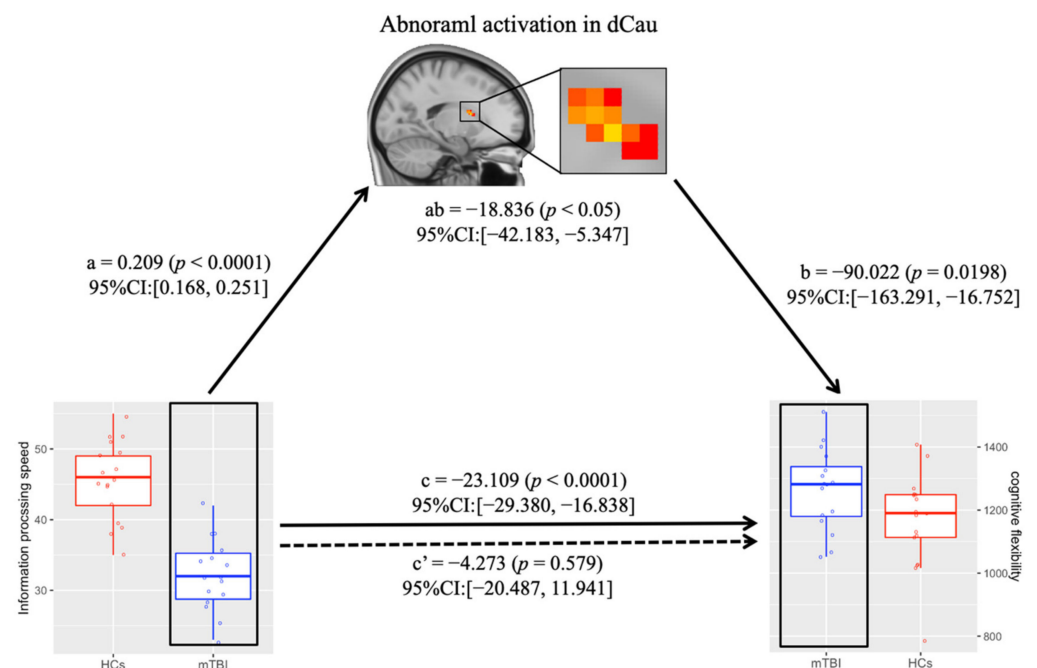 Abnoraml activation in dCau
ab = −18.836 (p < 0.05)
95%CI:[−42.183, −5.347]
a = 0.209 (p < 0.0001)
95%CI:[0.168, 0.251]
b = −90.022 (p = 0.0198)
95%CI:[−163.291, −16.752]
Information procssing speed
50
40
30
HCs
mTBI
c = −23.109 (p < 0.0001)
95%CI:[−29.380, −16.838]
c’ = −4.273 (p = 0.579)
95%CI:[−20.487, 11.941]
1400
1200
1000
800
cognitive flexibility
mTBI
HCs